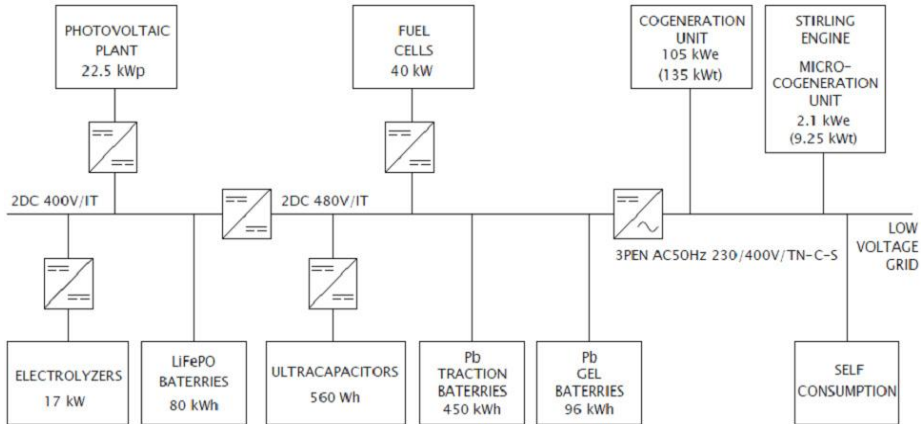 PHOTOVOLTAIC
PLANT
22.5 kWp
FUEL
CELLS
40 kW
COGENERATION
UNIT
105 kWe
(135 kWt)
STIRLING
ENGINE
MICRO-
COGENERATION
UNIT
2.1 kWe
(9.25 kWt)
2DC 400V/IT
2DC 480V/IT
3PEN AC50Hz 230/400V/TN-C-S
LOW
VOLTAGE
GRID
ELECTROLYZERS
17 kW
LiFePO
BATERRIES
80 kWh
ULTRACAPACITORS
560 Wh
Pb
TRACTION
BATERRIES
450 kWh
Pb
GEL
BATERRIES
96 kWh
SELF
CONSUMPTION